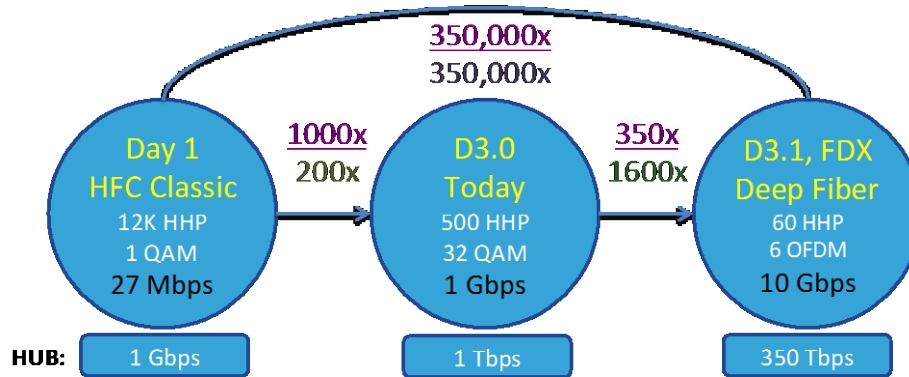 350,000x
350,000x
Day 1
HFC Classic
12K HHP
1 QAM
27 Mbps
1000x
200x
D3.0
Today
500 HHP
32 QAM
1 Gbps
350x
1600x
D3.1, FDX
Deep Fiber
60 HHP
6 OFDM
10 Gbps
HUB:
1 Gbps
1 Tbps
350 Tbps